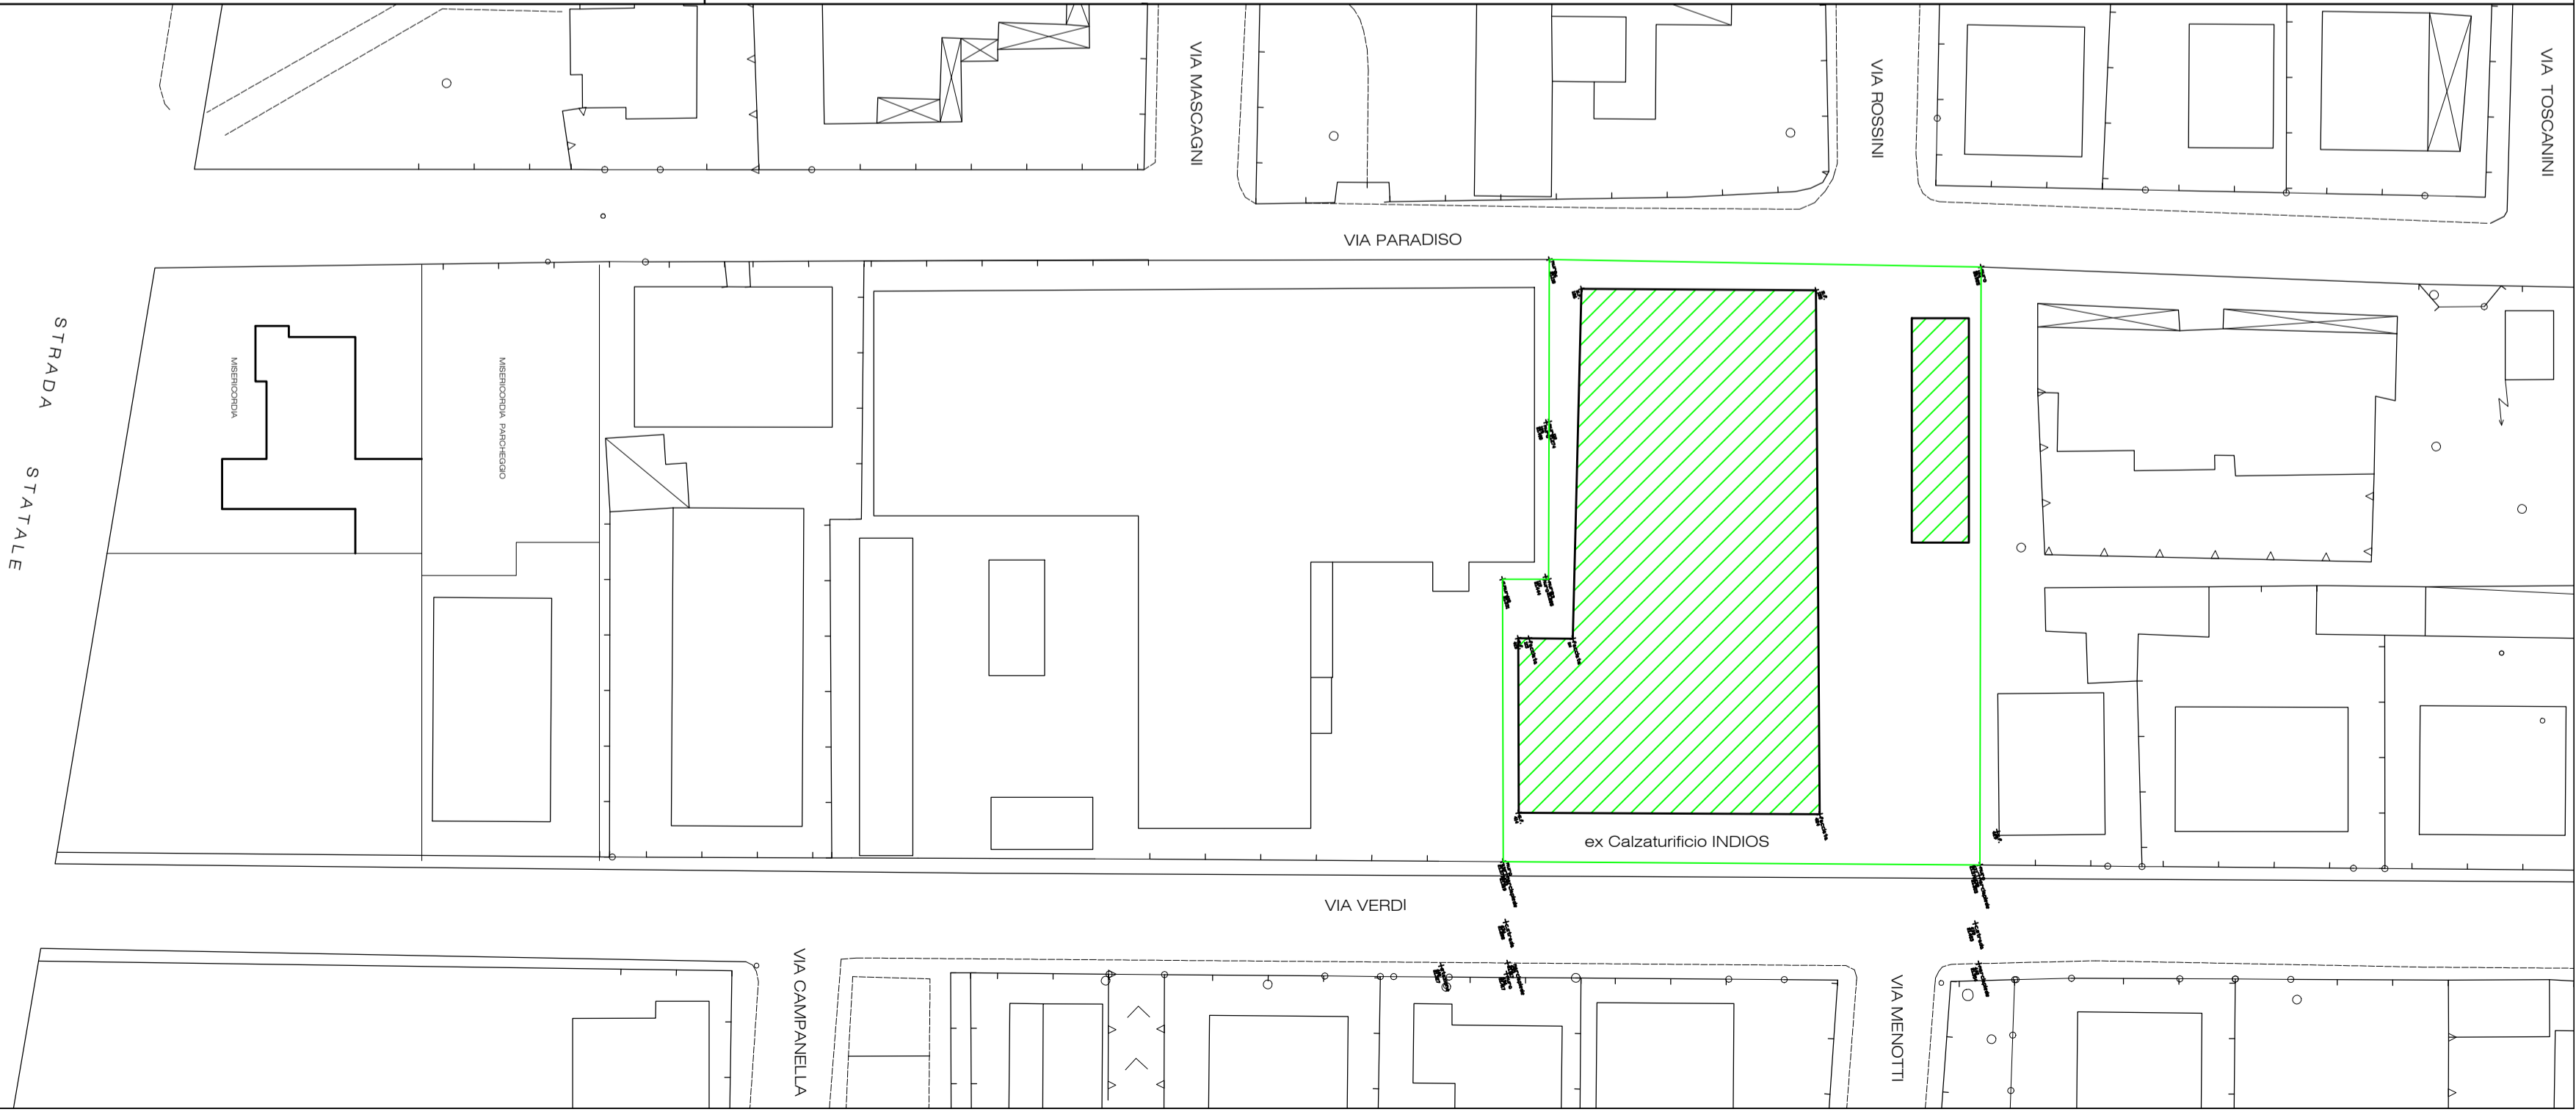 VIA MASCAGNI
VIA ROSSINI
VIA TOSCANINI
VIA PARADISO
STRADA STATALE
MISERICORDIA
MISERICORDIA PARCHEGGIO
ex Calzaturificio INDIOS
VIA VERDI
VIA CAMPANELLA
VIA MENOTTI